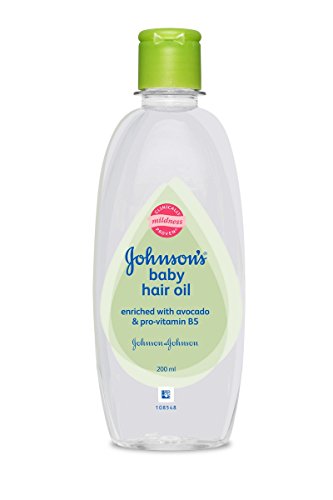 CLINICALLY
mildness
PROVEN
Johnson's
baby
hair oil
enriched with avocado
& pro-vitamin B5
Johnson & Johnson
200 ml
108548